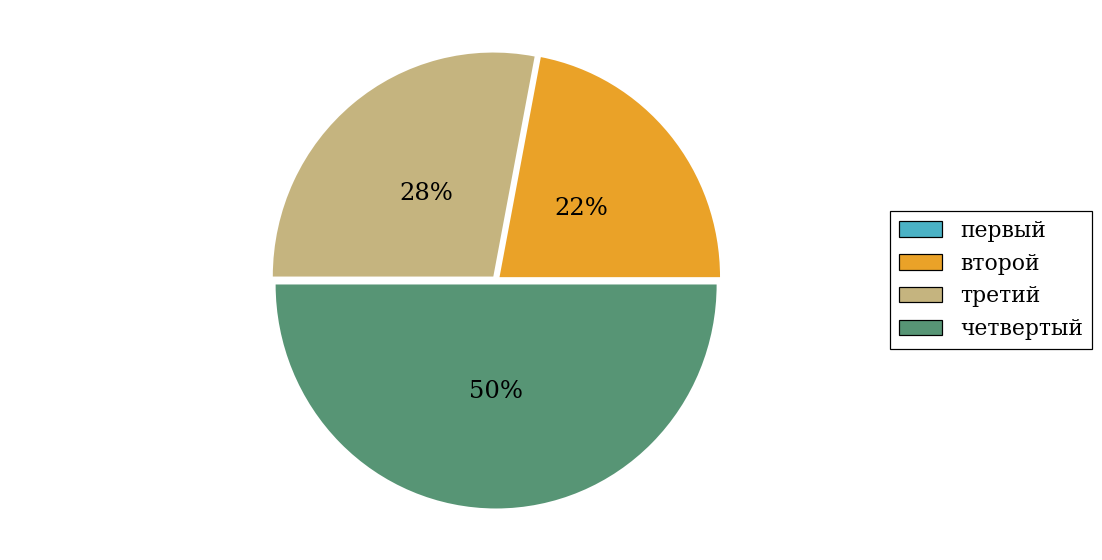 28%
22%
50%
первый
второй
третий
четвертый